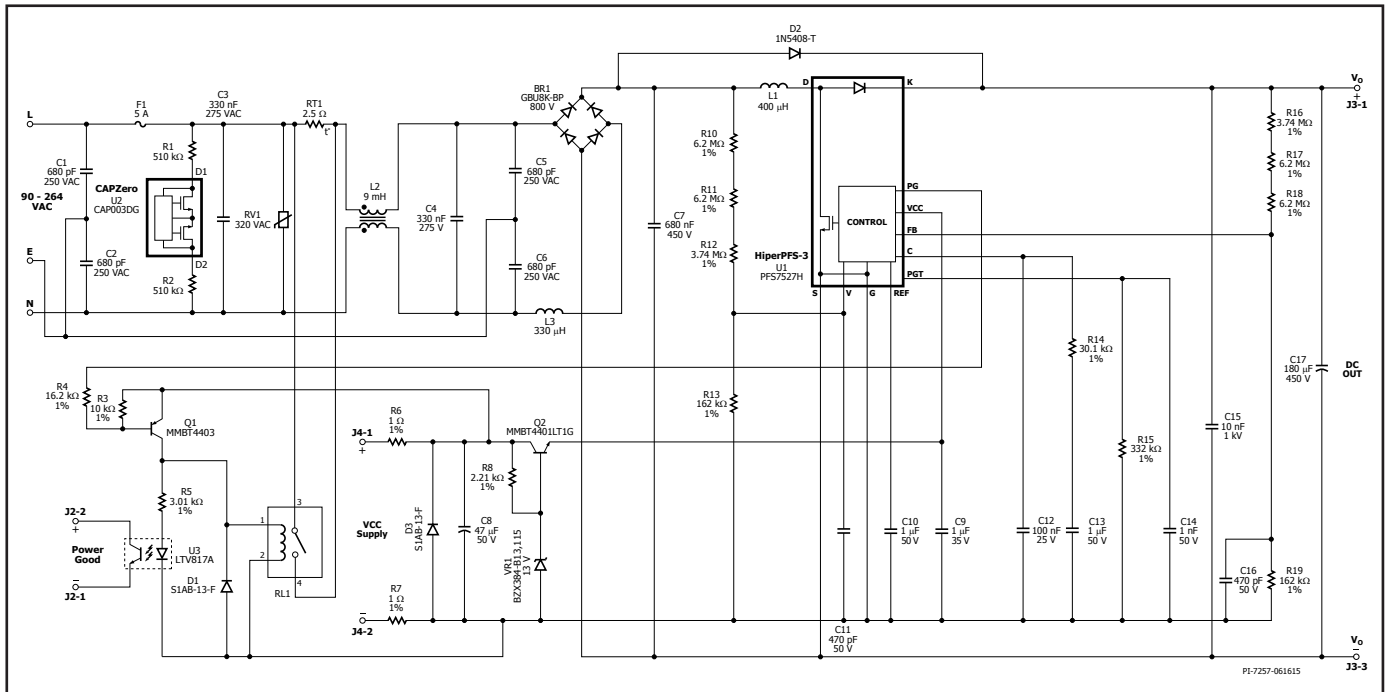 D2
1N5408-T
V_O
+
J3-1
D
K
L1
400 µH
BR1
GBU8K-BP
800 V
C3
330 nF
275 VAC
RT1
2.5 Ω
t°
F1
5 A
L
R16
3.74 MΩ
1%
R10
6.2 MΩ
1%
R1
510 kΩ
R17
6.2 MΩ
1%
C1
680 pF
250 VAC
D1
C5
680 pF
250 VAC
CAPZero
U2
CAP003DG
L2
9 mH
R11
6.2 MΩ
1%
PG
R18
6.2 MΩ
1%
90 - 264
VAC
RV1
320 VAC
C4
330 nF
275 V
C7
680 nF
450 V
VCC
CONTROL
FB
R12
3.74 MΩ
1%
C
HiperPFS-3
U1
PFS7527H
E
C2
680 pF
250 VAC
D2
C6
680 pF
250 VAC
PGT
R2
510 kΩ
S
V
G
REF
N
L3
330 µH
R14
30.1 kΩ
1%
C17
180 µF
450 V
DC
OUT
R4
16.2 kΩ
1%
R3
10 kΩ
1%
R13
162 kΩ
1%
Q1
MMBT4403
R6
1 Ω
1%
J4-1
+
Q2
MMBT4401LT1G
C15
10 nF
1 kV
R15
332 kΩ
1%
R8
2.21 kΩ
1%
R5
3.01 kΩ
1%
3
J2-2
+
1
VCC
Supply
D3
S1AB-13-F
C8
47 µF
50 V
C10
1 µF
50 V
C9
1 µF
35 V
C12
100 nF
25 V
C13
1 µF
50 V
C14
1 nF
50 V
Power
Good
U3
LTV817A
2
VR1
BZX384-B13,115
13 V
C16
470 pF
50 V
R19
162 kΩ
1%
D1
S1AB-13-F
4
RL1
R7
1 Ω
1%
−
J2-1
−
J4-2
C11
470 pF
50 V
V_O
−
J3-3
PI-7257-061615